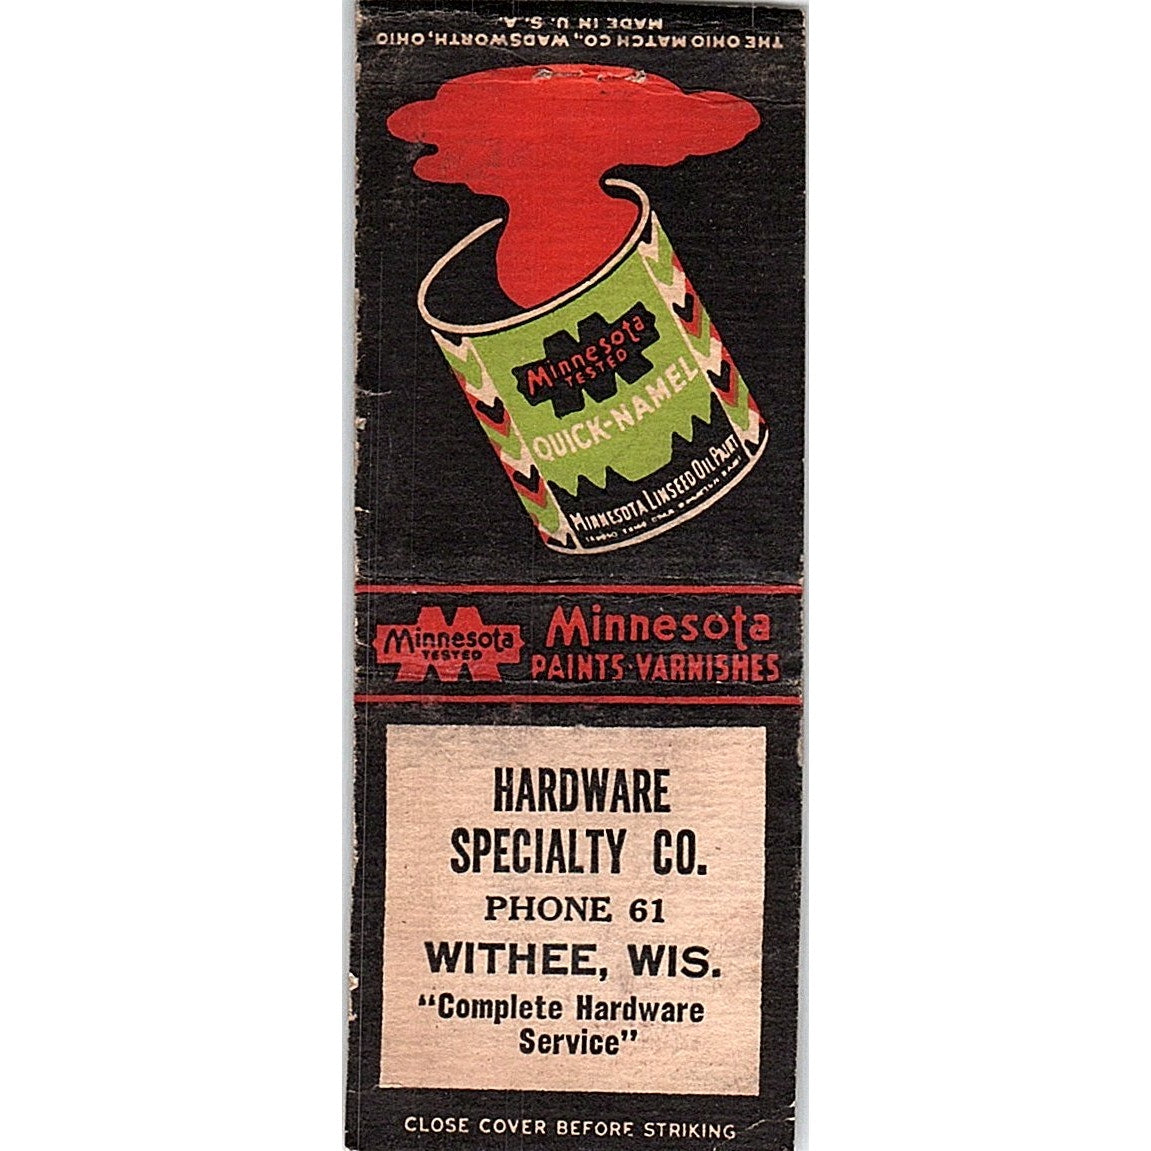 THE OHIO MATCH CO., WADSWORTH, OHIO
MADE IN U.S.A.
Minnesota
TESTED
QUICK-NAMEL
MINNESOTA LINSEED OIL PAINT
Minnesota
TESTED
Minnesota
PAINTS·VARNISHES
HARDWARE
SPECIALTY CO.
PHONE 61
WITHEE, WIS.
“Complete Hardware
Service”
CLOSE COVER BEFORE STRIKING